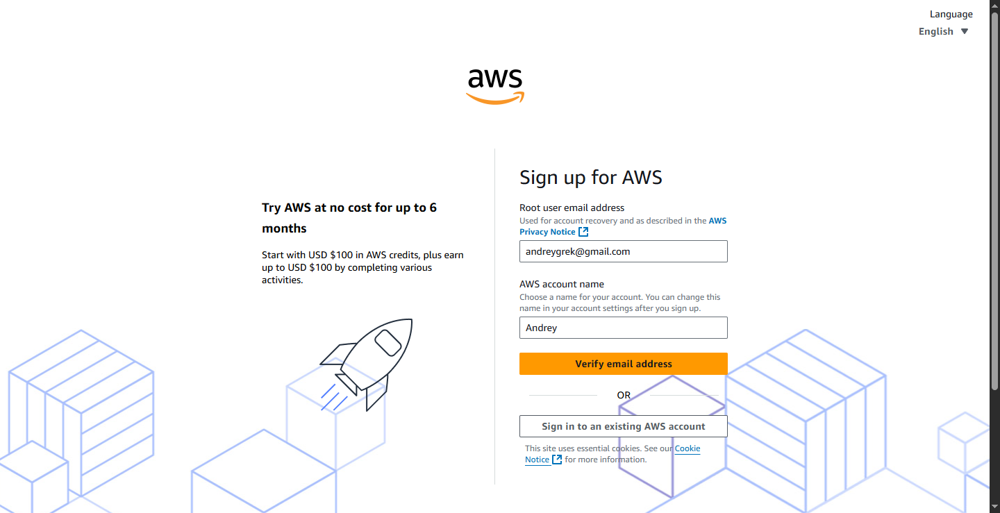 Language
English
aws
Try AWS at no cost for up to 6
months
Start with USD $100 in AWS credits, plus earn
up to USD $100 by completing various
activities.
Sign up for AWS
Root user email address
Used for account recovery and as described in the AWS
Privacy Notice
andreygrek@gmail.com
AWS account name
Choose a name for your account. You can change this
name in your account settings after you sign up.
Andrey
Verify email address
OR
Sign in to an existing AWS account
This site uses essential cookies. See our Cookie
Notice for more information.